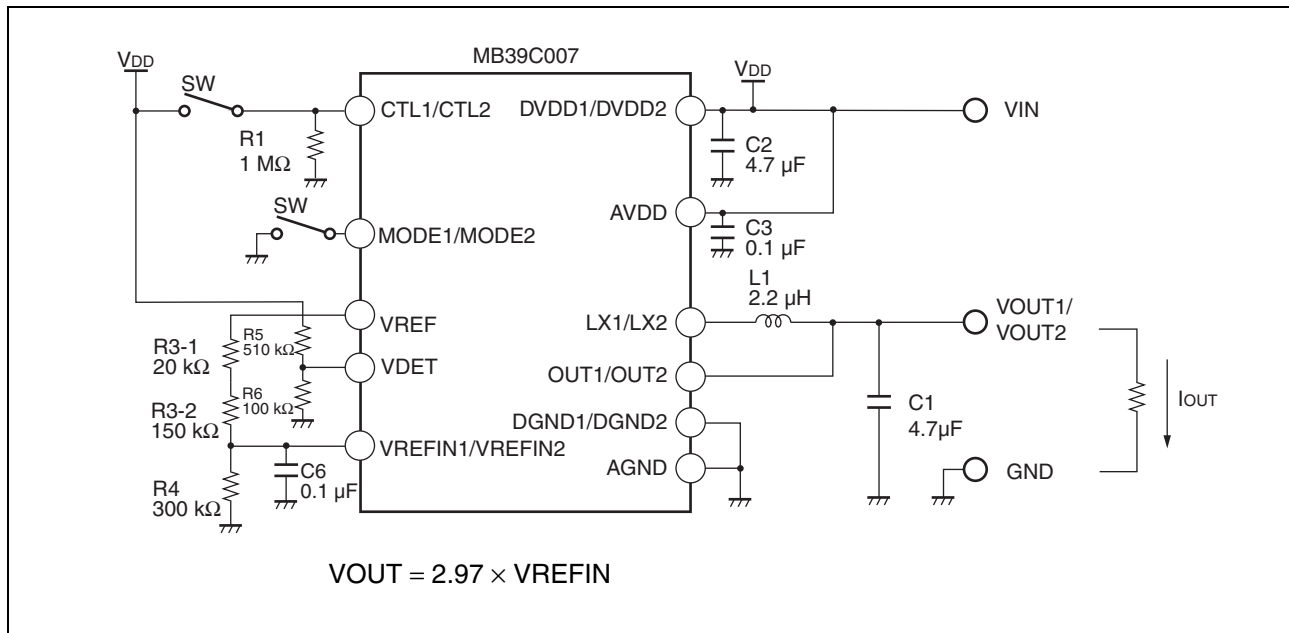 MB39C007
VDD
SW
CTL1/CTL2
R1
1 MΩ
SW
MODE1/MODE2
VREF
R5
510 kΩ
R3-1
20 kΩ
VDET
R6
100 kΩ
R3-2
150 kΩ
VREFIN1/VREFIN2
C6
0.1 µF
R4
300 kΩ
VDD
DVDD1/DVDD2
VIN
C2
4.7 µF
AVDD
C3
0.1 µF
L1
2.2 µH
LX1/LX2
VOUT1/
VOUT2
OUT1/OUT2
DGND1/DGND2
C1
4.7µF
IOUT
AGND
GND
VOUT = 2.97 × VREFIN